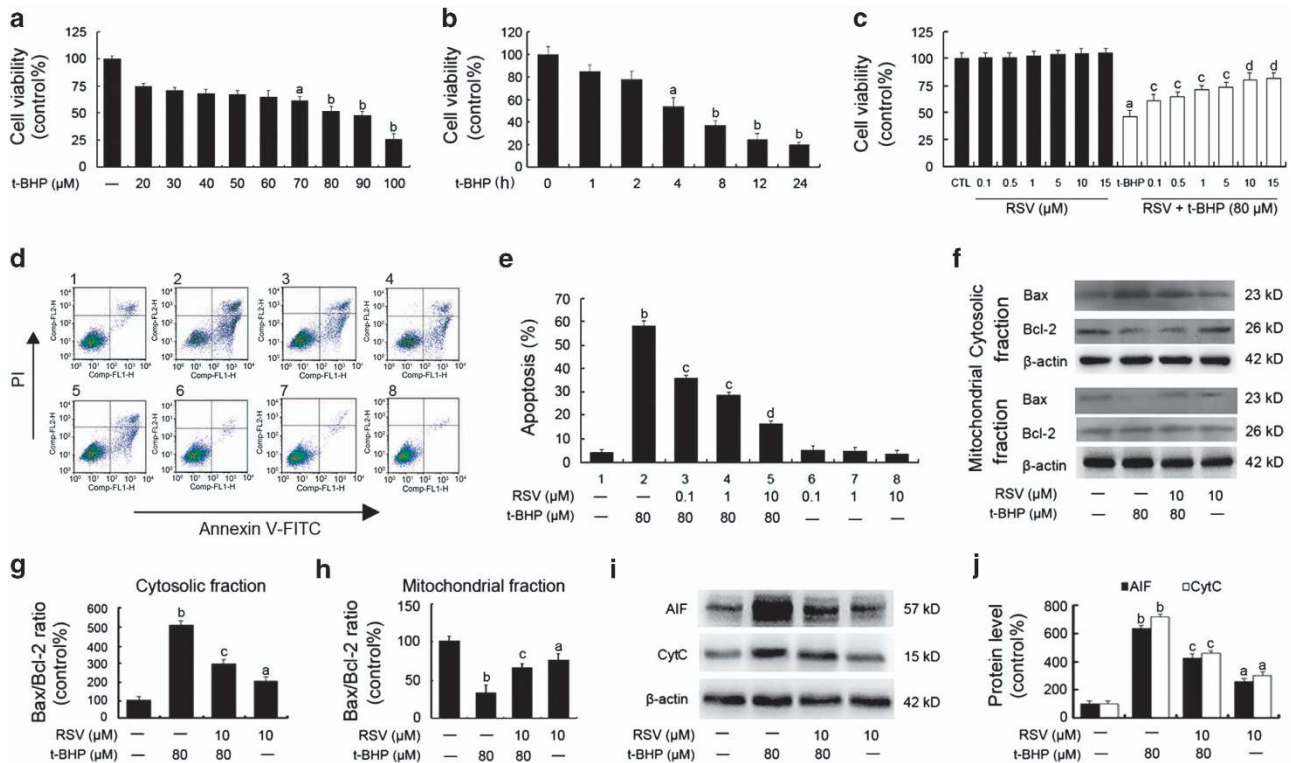 a
Cell viability
(control%)
125
100
75
50
25
0
a
b
b
b
t-BHP (µM)
—
20
30
40
50
60
70
80
90
100
b
Cell viability
(control%)
120
100
80
60
40
20
0
a
b
b
b
t-BHP (h)
0
1
2
4
8
12
24
c
Cell viability
(control%)
125
100
75
50
25
0
a
c
c
c
c
d
d
CTL 0.1 0.5 1 5 10 15 t-BHP 0.1 0.5 1 5 10 15
RSV (µM)
RSV + t-BHP (80 µM)
d
1
2
3
4
5
6
7
8
Comp-FL2-H
Comp-FL1-H
10⁰ 10¹ 10² 10³ 10⁴
PI
Annexin V-FITC
e
Apoptosis (%)
70
60
50
40
30
20
10
0
b
c
c
d
1 2 3 4 5 6 7 8
RSV (µM) — — 0.1 1 10 0.1 1 10
t-BHP (µM) — 80 80 80 80 — — —
f
Cytosolic
fraction
Bax 23 kD
Bcl-2 26 kD
β-actin 42 kD
Mitochondrial
fraction
Bax 23 kD
Bcl-2 26 kD
β-actin 42 kD
RSV (µM) — — 10 10
t-BHP (µM) — 80 80 —
g
Cytosolic fraction
Bax/Bcl-2 ratio
(control%)
600
500
400
300
200
100
0
b
c
a
RSV (µM) — — 10 10
t-BHP (µM) — 80 80 —
h
Mitochondrial fraction
Bax/Bcl-2 ratio
(control%)
150
100
50
0
b
c
a
RSV (µM) — — 10 10
t-BHP (µM) — 80 80 —
i
AIF 57 kD
CytC 15 kD
β-actin 42 kD
RSV (µM) — — 10 10
t-BHP (µM) — 80 80 —
j
AIF CytC
Protein level
(control%)
800
600
400
200
0
b
b
c
c
a
a
RSV (µM) — — 10 10
t-BHP (µM) — 80 80 —